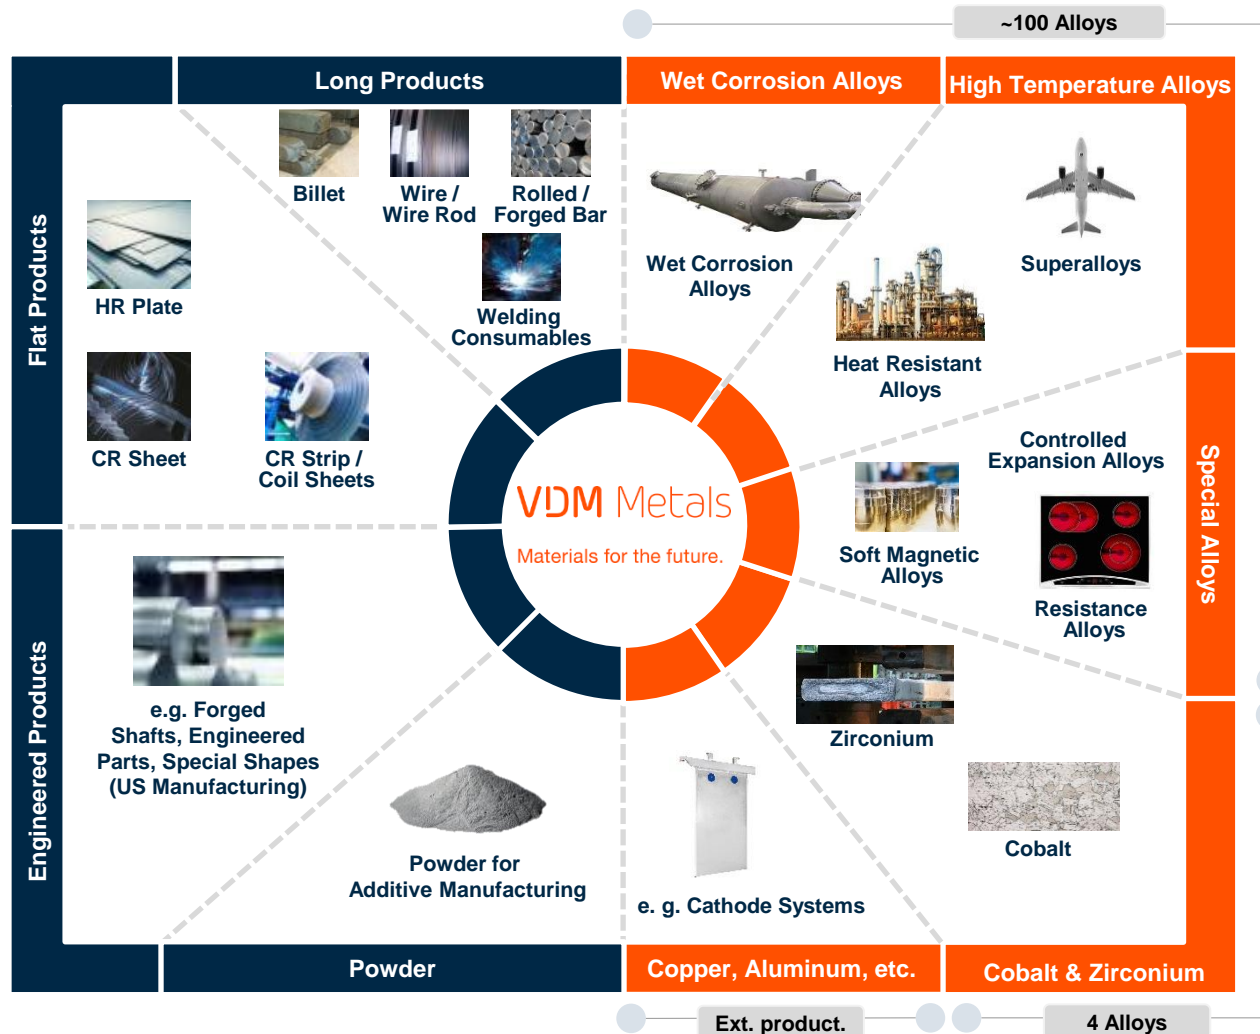 ~100 Alloys
Long Products
Wet Corrosion Alloys
High Temperature Alloys
Flat Products
Billet
Wire /
Wire Rod
Rolled /
Forged Bar
Welding
Consumables
HR Plate
CR Sheet
CR Strip /
Coil Sheets
Wet Corrosion
Alloys
Superalloys
Heat Resistant
Alloys
Controlled
Expansion Alloys
Soft Magnetic
Alloys
Resistance
Alloys
Special Alloys
VDM Metals
Materials for the future.
Engineered Products
e.g. Forged
Shafts, Engineered
Parts, Special Shapes
(US Manufacturing)
Powder for
Additive Manufacturing
e. g. Cathode Systems
Zirconium
Cobalt
Powder
Copper, Aluminum, etc.
Cobalt & Zirconium
Ext. product.
4 Alloys